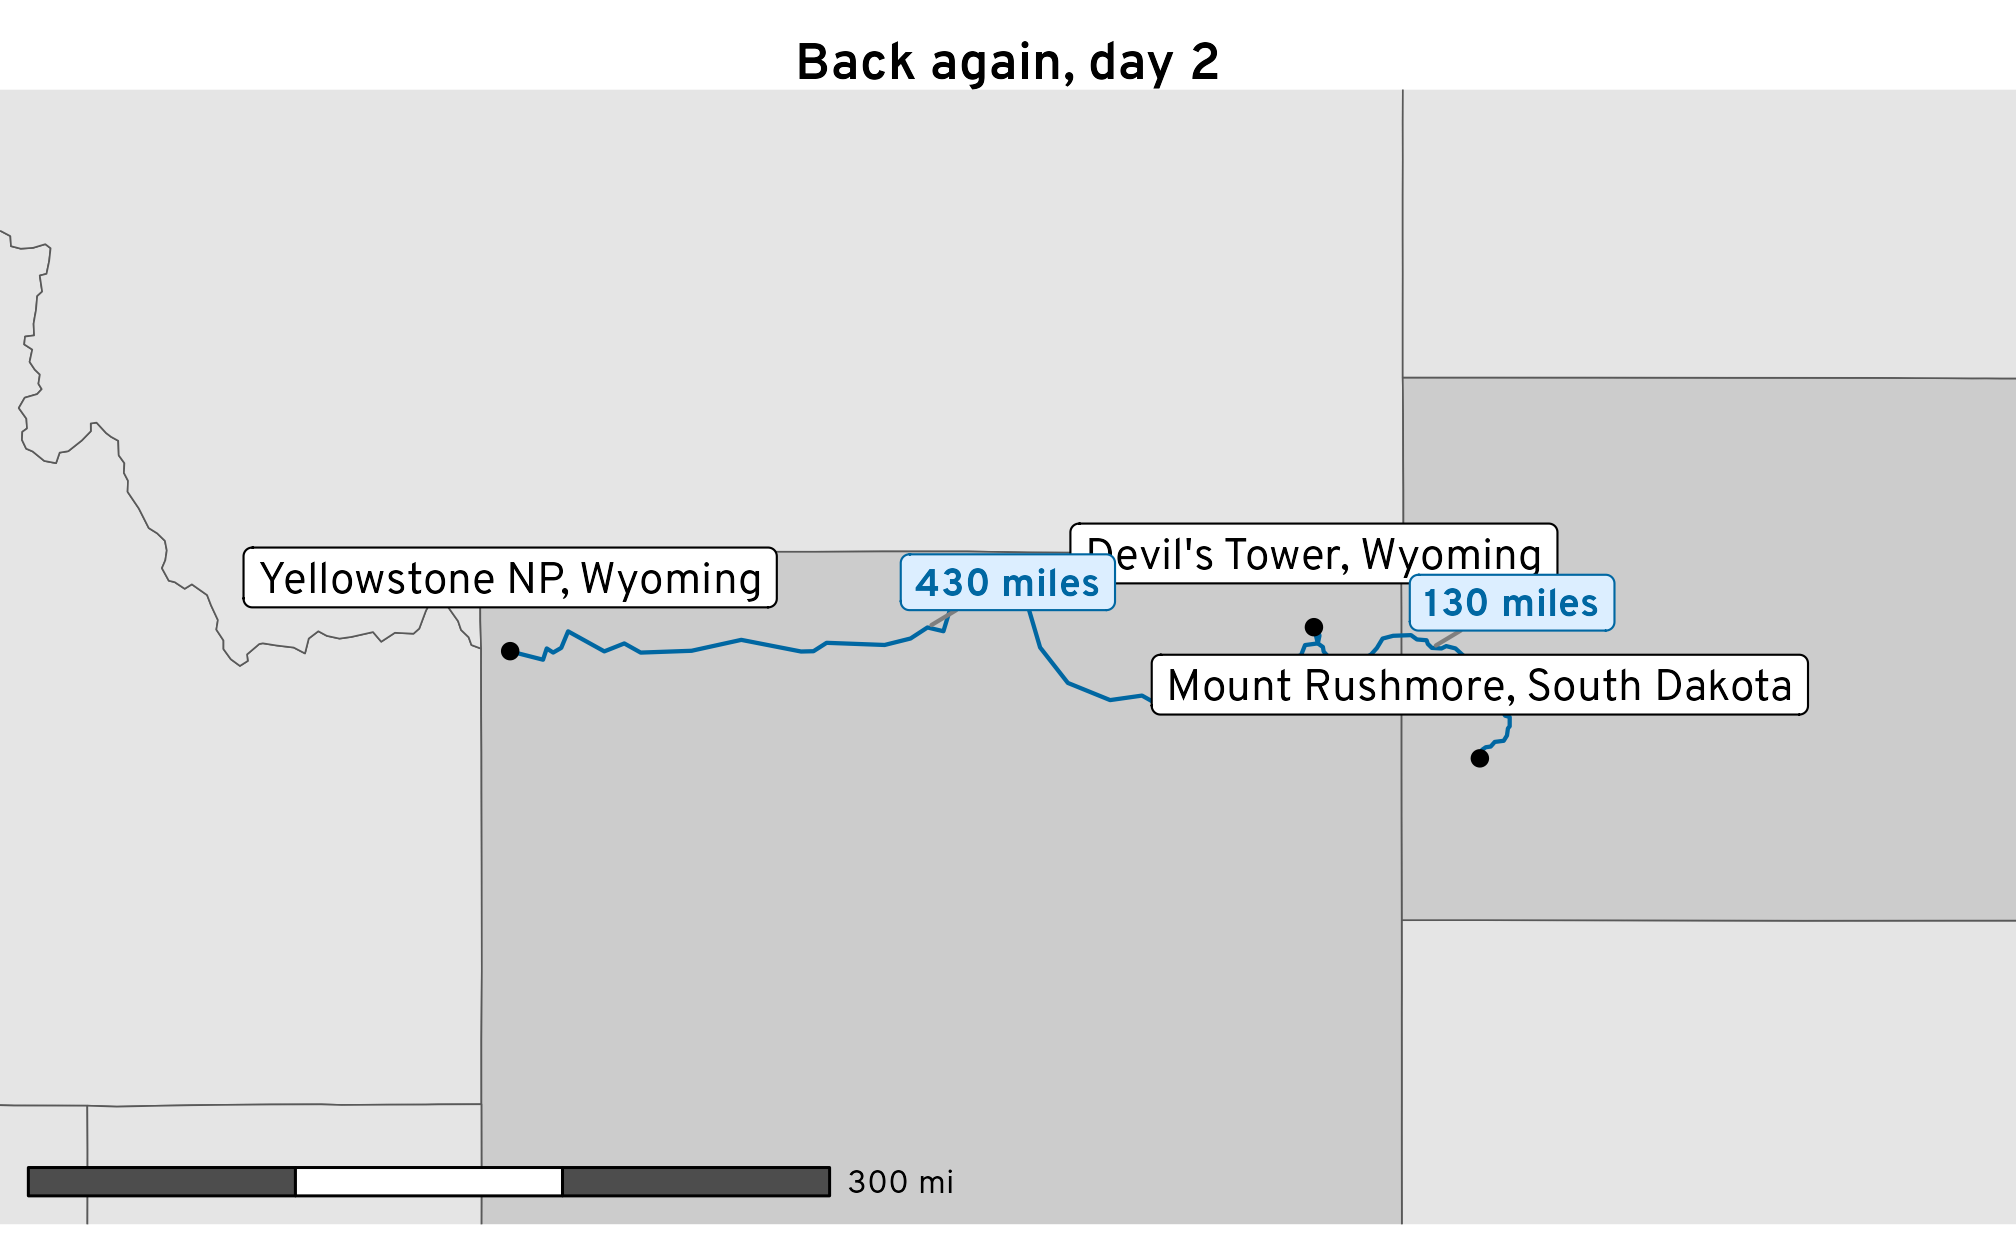 Back again, day 2
Devil's Tower, Wyoming
Yellowstone NP, Wyoming
430 miles
130 miles
Mount Rushmore, South Dakota
300 mi